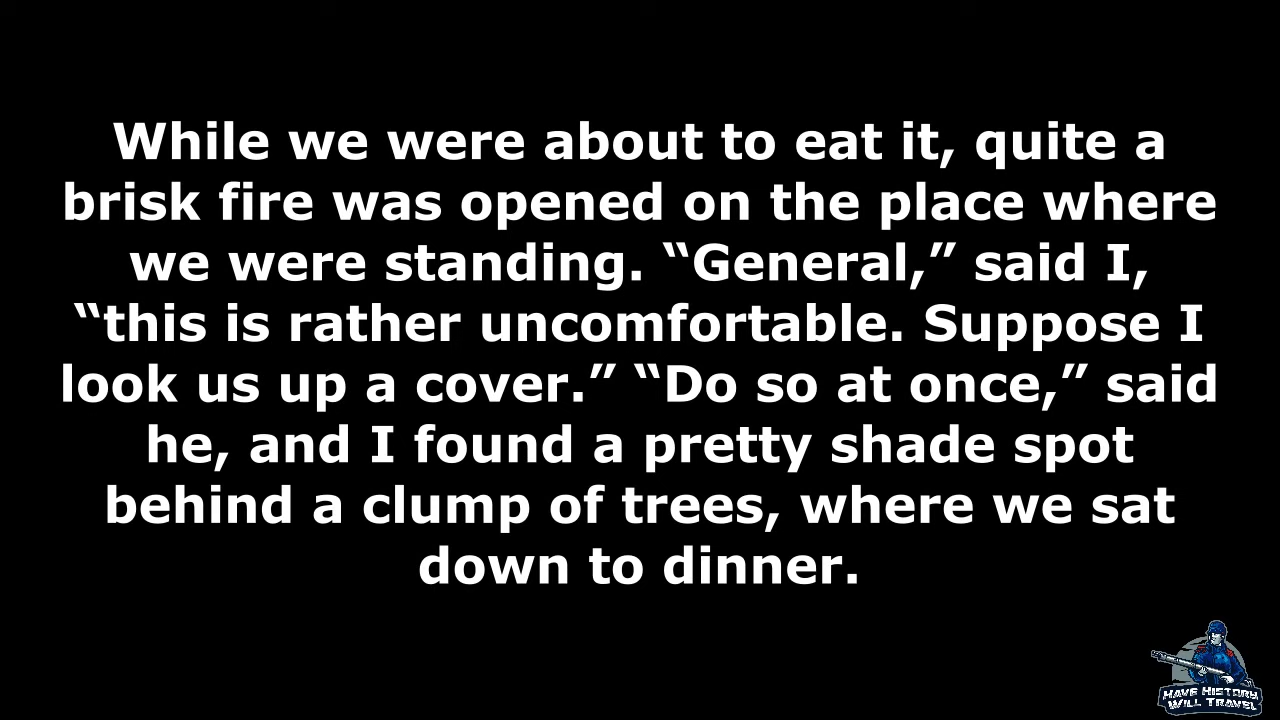 While we were about to eat it, quite a
brisk fire was opened on the place where
we were standing. “General,” said I,
“this is rather uncomfortable. Suppose I
look us up a cover.” “Do so at once,” said
he, and I found a pretty shade spot
behind a clump of trees, where we sat
down to dinner.
HAVE HISTORY
WILL TRAVEL